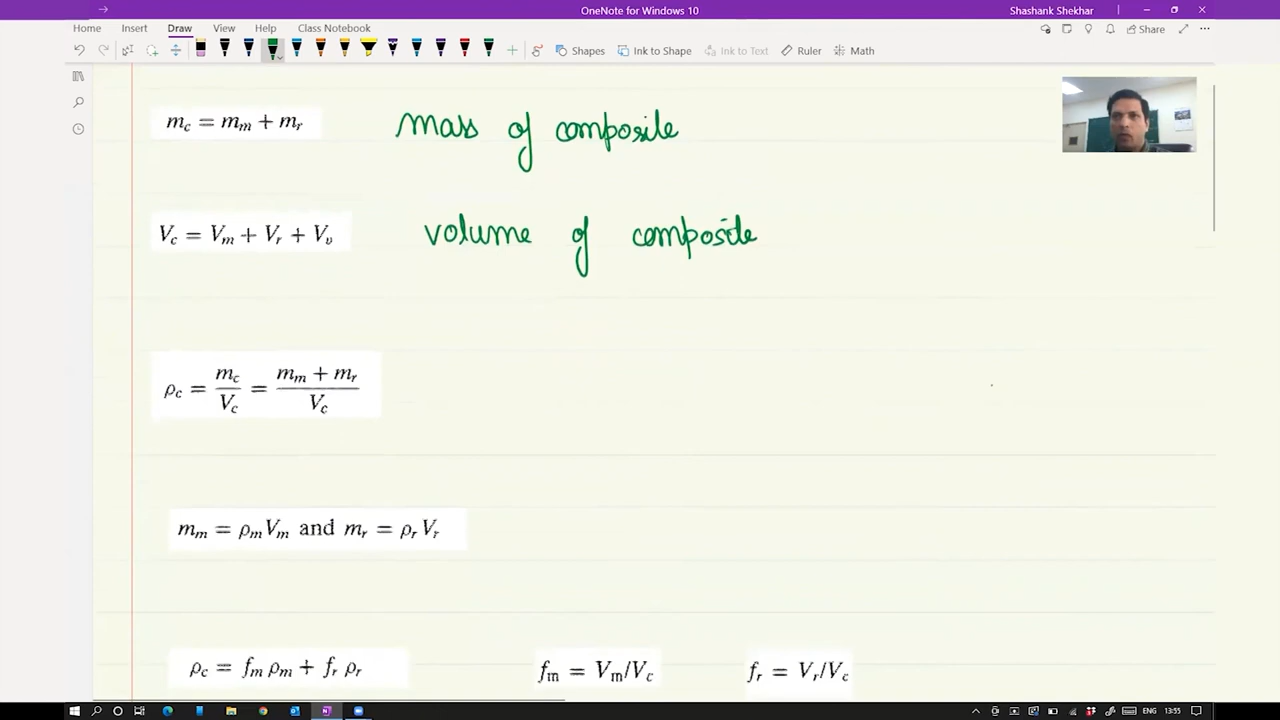 OneNote for Windows 10
Shashank Shekhar
Home Insert Draw View Help Class Notebook
Share
Shapes Ink to Shape Ink to Text Ruler Math
m_c = m_m + m_r mass of composite
V_c = V_m + V_r + V_v volume of composite
ρ_c = m_c / V_c = (m_m + m_r) / V_c
m_m = ρ_m V_m and m_r = ρ_r V_r
ρ_c = f_m ρ_m + f_r ρ_r f_m = V_m/V_c f_r = V_r/V_c
ENG 13:55